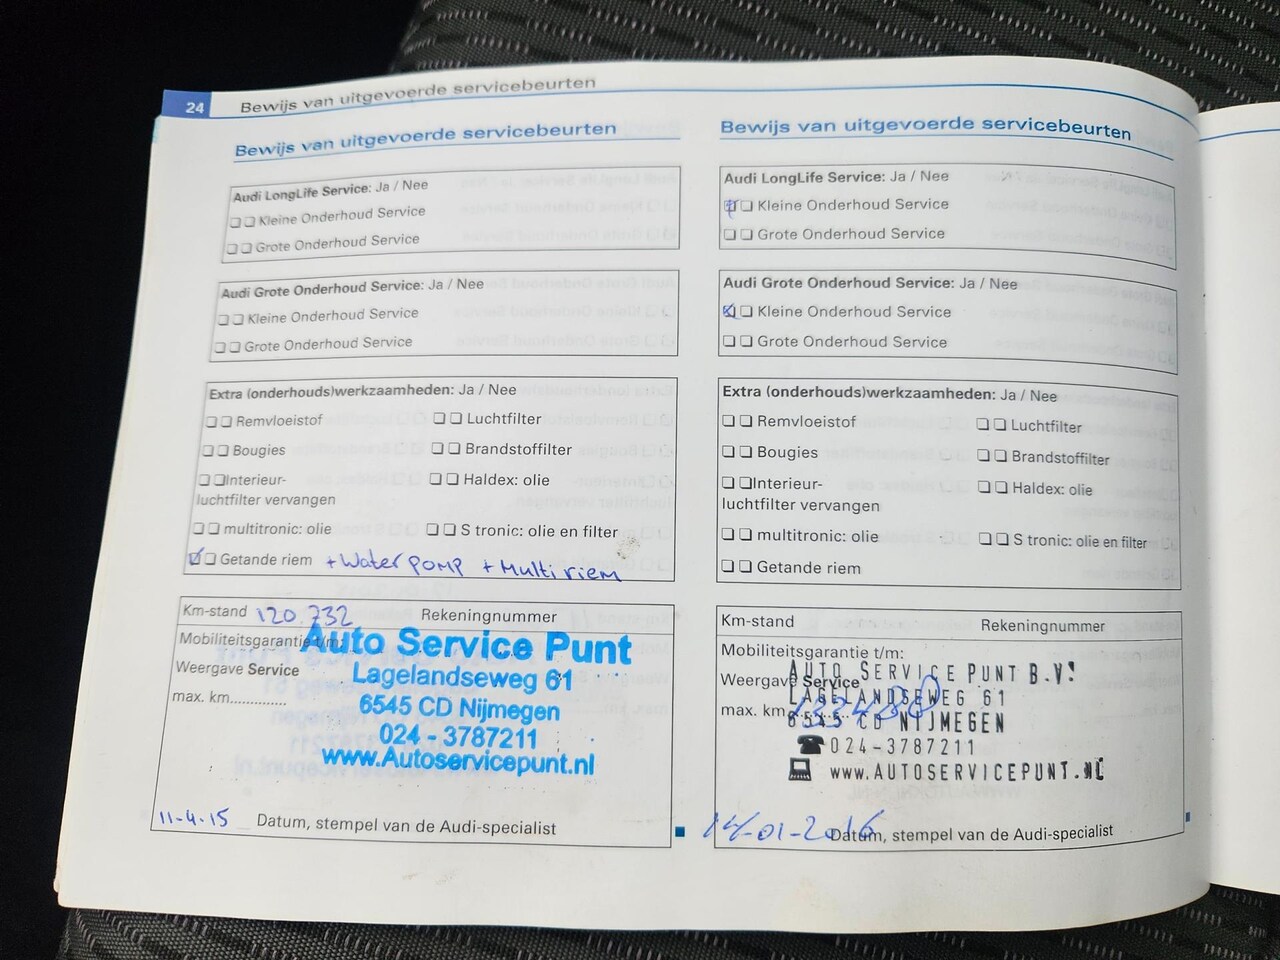 24
Bewijs van uitgevoerde servicebeurten
Bewijs van uitgevoerde servicebeurten
Audi LongLife Service: Ja / Nee
Kleine Onderhoud Service
Grote Onderhoud Service
Audi Grote Onderhoud Service: Ja / Nee
Kleine Onderhoud Service
Grote Onderhoud Service
Extra (onderhouds)werkzaamheden: Ja / Nee
Remvloeistof
Luchtfilter
Bougies
Brandstoffilter
Interieur-
luchtfilter vervangen
Haldex: olie
multitronic: olie
S tronic: olie en filter
Getande riem + Water pomp + Multi riem
Km-stand 120.732
Rekeningnummer
Mobiliteitsgarantie t/m:
Weergave Service
max. km..............
Auto Service Punt
Lagelandseweg 61
6545 CD Nijmegen
024 - 3787211
www.Autoservicepunt.nl
11-4-15 Datum, stempel van de Audi-specialist
Bewijs van uitgevoerde servicebeurten
Audi LongLife Service: Ja / Nee
Kleine Onderhoud Service
Grote Onderhoud Service
Audi Grote Onderhoud Service: Ja / Nee
Kleine Onderhoud Service
Grote Onderhoud Service
Extra (onderhouds)werkzaamheden: Ja / Nee
Remvloeistof
Luchtfilter
Bougies
Brandstoffilter
Interieur-
luchtfilter vervangen
Haldex: olie
multitronic: olie
S tronic: olie en filter
Getande riem
Km-stand
Rekeningnummer
Mobiliteitsgarantie t/m:
Weergave Service
max. km
AUTO SERVICE PUNT B.V.
LAGELANDSEWEG 61
6545 CD NIJMEGEN
024-3787211
WWW.AUTOSERVICEPUNT.NL
14-01-2016 Datum, stempel van de Audi-specialist